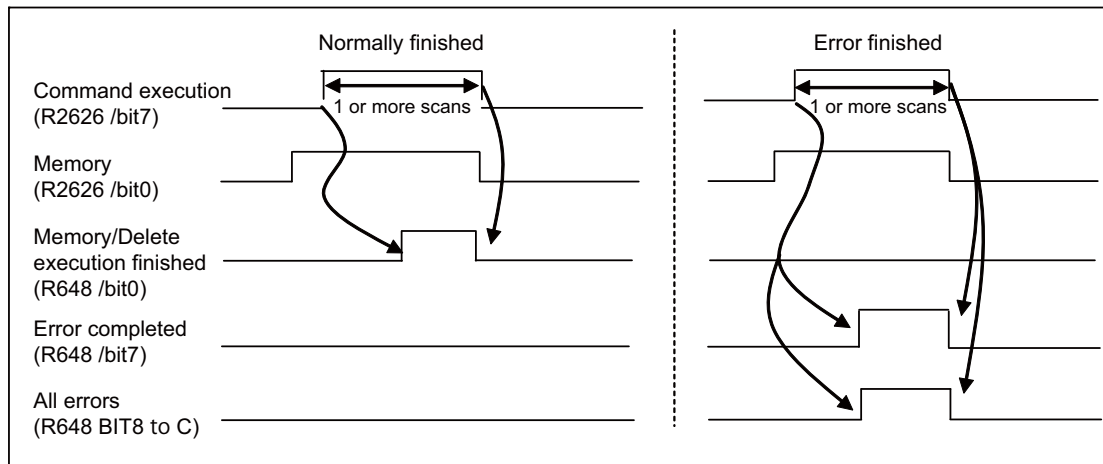 Normally finished
Error finished
Command execution
(R2626 /bit7)
1 or more scans
1 or more scans
Memory
(R2626 /bit0)
Memory/Delete
execution finished
(R648 /bit0)
Error completed
(R648 /bit7)
All errors
(R648 BIT8 to C)